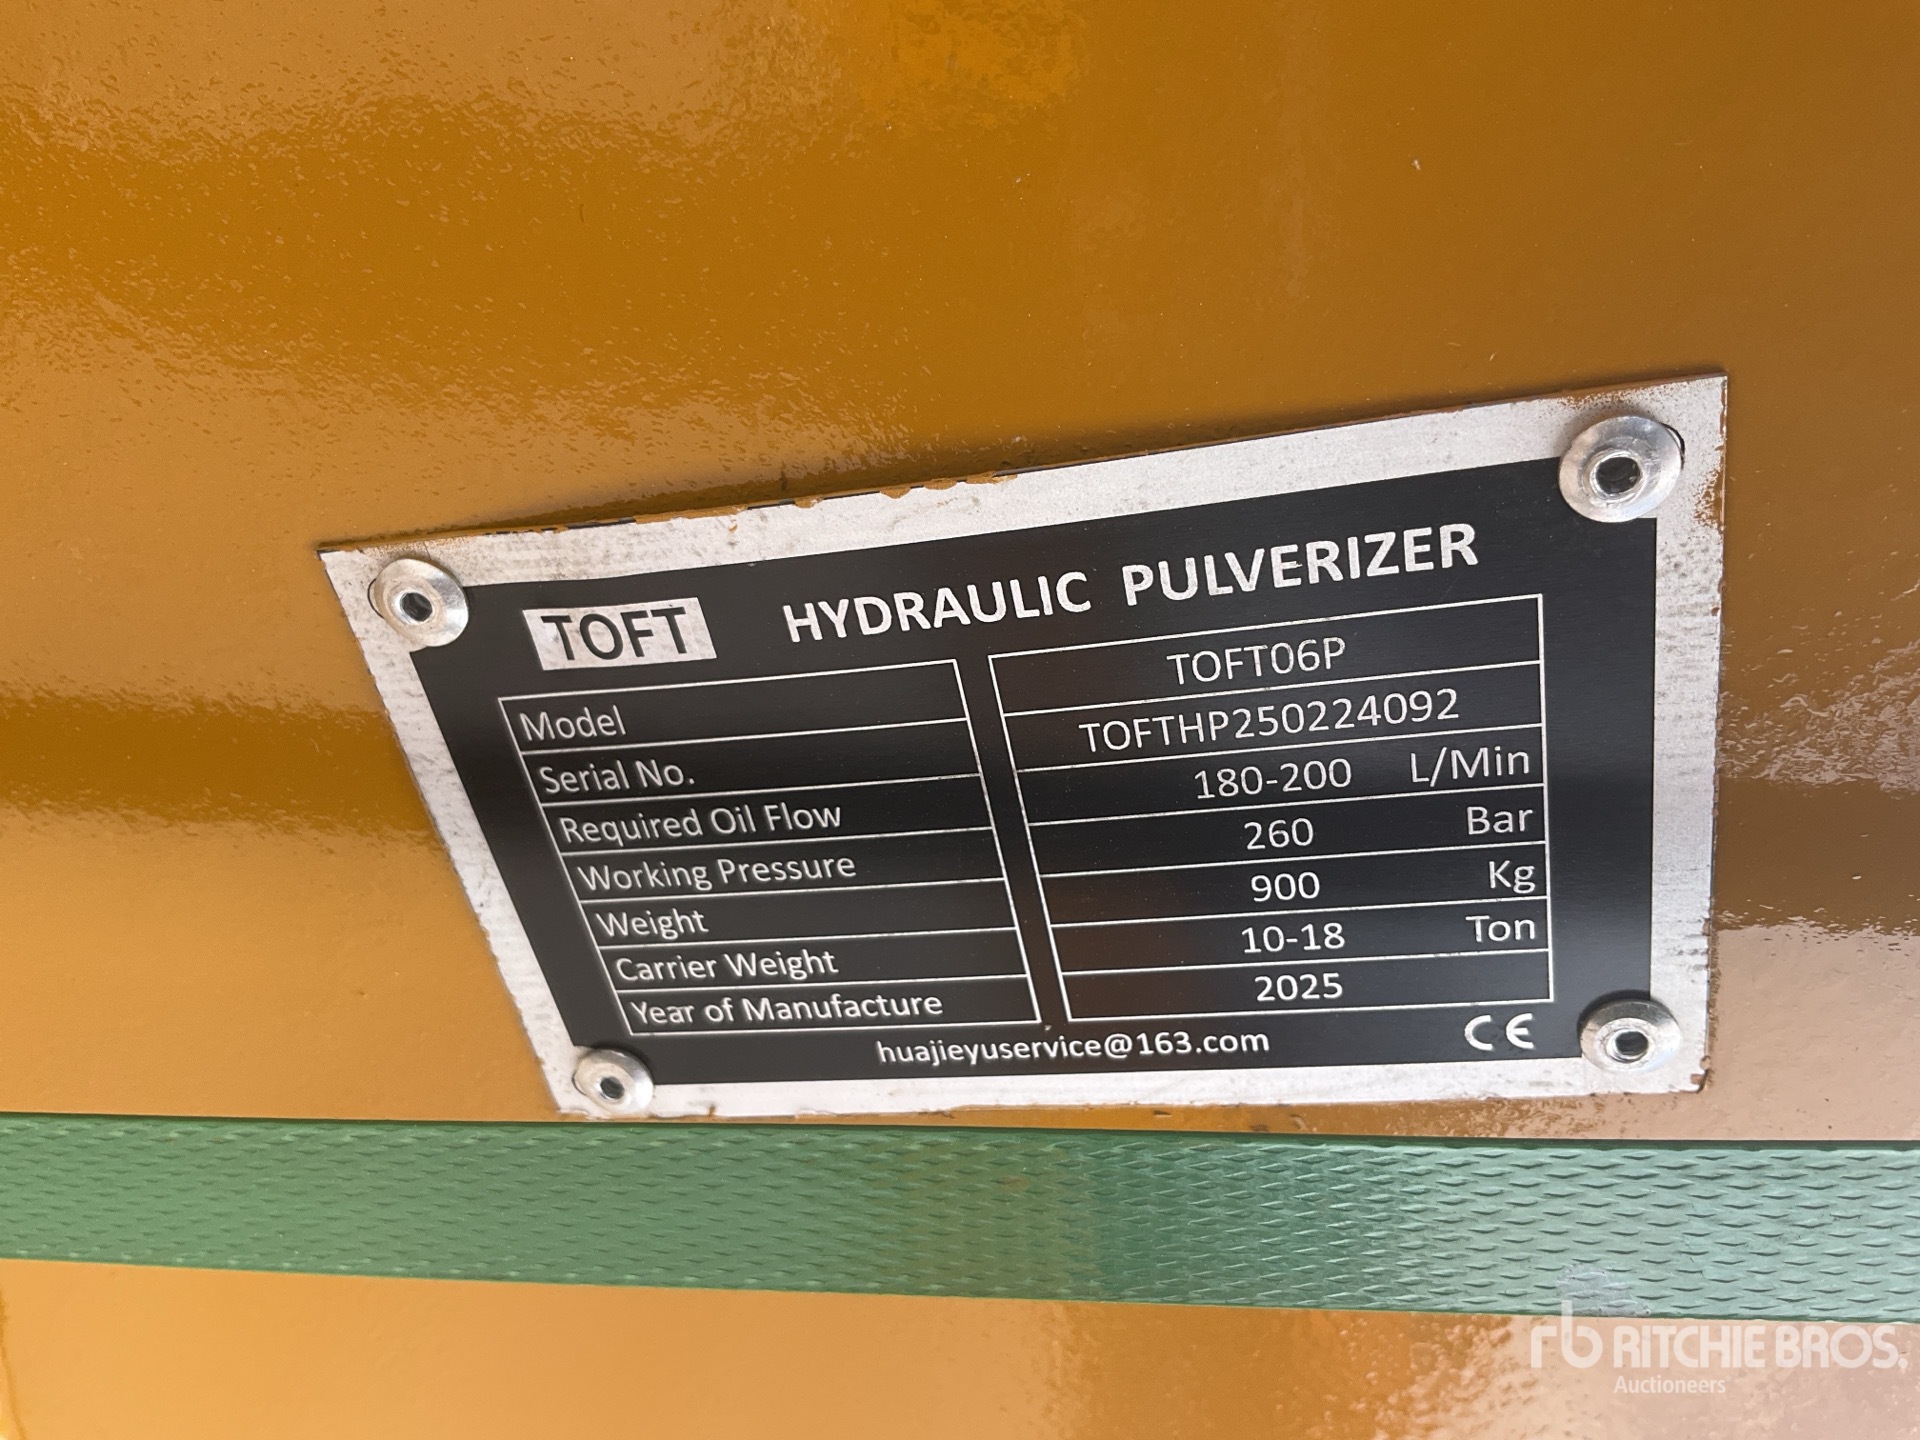 TOFT HYDRAULIC PULVERIZER
Model TOFT06P
Serial No. TOFTHP250224092
Required Oil Flow 180-200 L/Min
Working Pressure 260 Bar
Weight 900 Kg
Carrier Weight 10-18 Ton
Year of Manufacture 2025
huajieyuservice@163.com CE
rb RITCHIE BROS.
Auctioneers